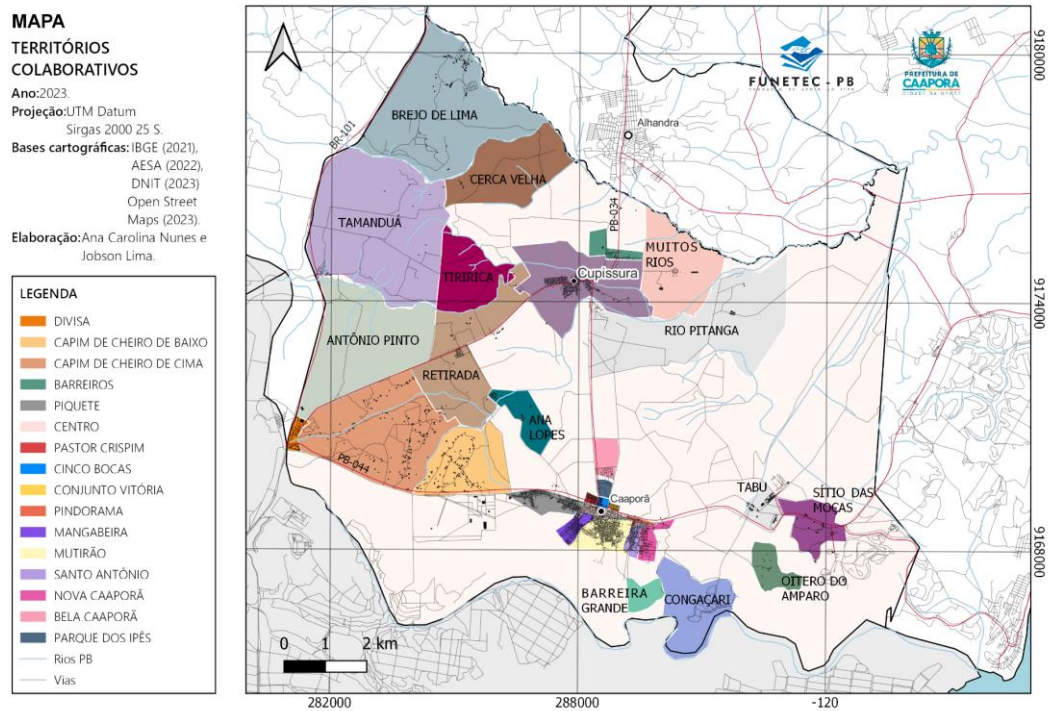 MAPA
TERRITÓRIOS
COLABORATIVOS
Ano:2023.
Projeção:UTM Datum
Sirgas 2000 25 S.
Bases cartográficas: IBGE (2021),
AESA (2022),
DNIT (2023)
Open Street
Maps (2023).
Elaboração:Ana Carolina Nunes e
Jobson Lima.
LEGENDA
DIVISA
CAPIM DE CHEIRO DE BAIXO
CAPIM DE CHEIRO DE CIMA
BARREIROS
PIQUETE
CENTRO
PASTOR CRISPIM
CINCO BOCAS
CONJUNTO VITÓRIA
PINDORAMA
MANGABEIRA
MUTIRÃO
SANTO ANTÔNIO
NOVA CAAPORÃ
BELA CAAPORÃ
PARQUE DOS IPÊS
Rios PB
Vias
FUNETEC - PB
PREFEITURA DE
CAAPORÃ
9180000
BREJO DE LIMA
Alhandra
BR-101
CERCA VELHA
TAMANDUÁ
PB-034
MUITOS
RIOS
TIRIRICA
Cupissura
9174000
ANTÔNIO PINTO
RIO PITANGA
RETIRADA
ANA
LOPES
PB-044
TABU
SÍTIO DAS
MOÇAS
Caaporã
9168000
BARREIRA
GRANDE
CONGAÇARI
OITERO DO
AMPARO
0 1 2 km
282000
288000
-120